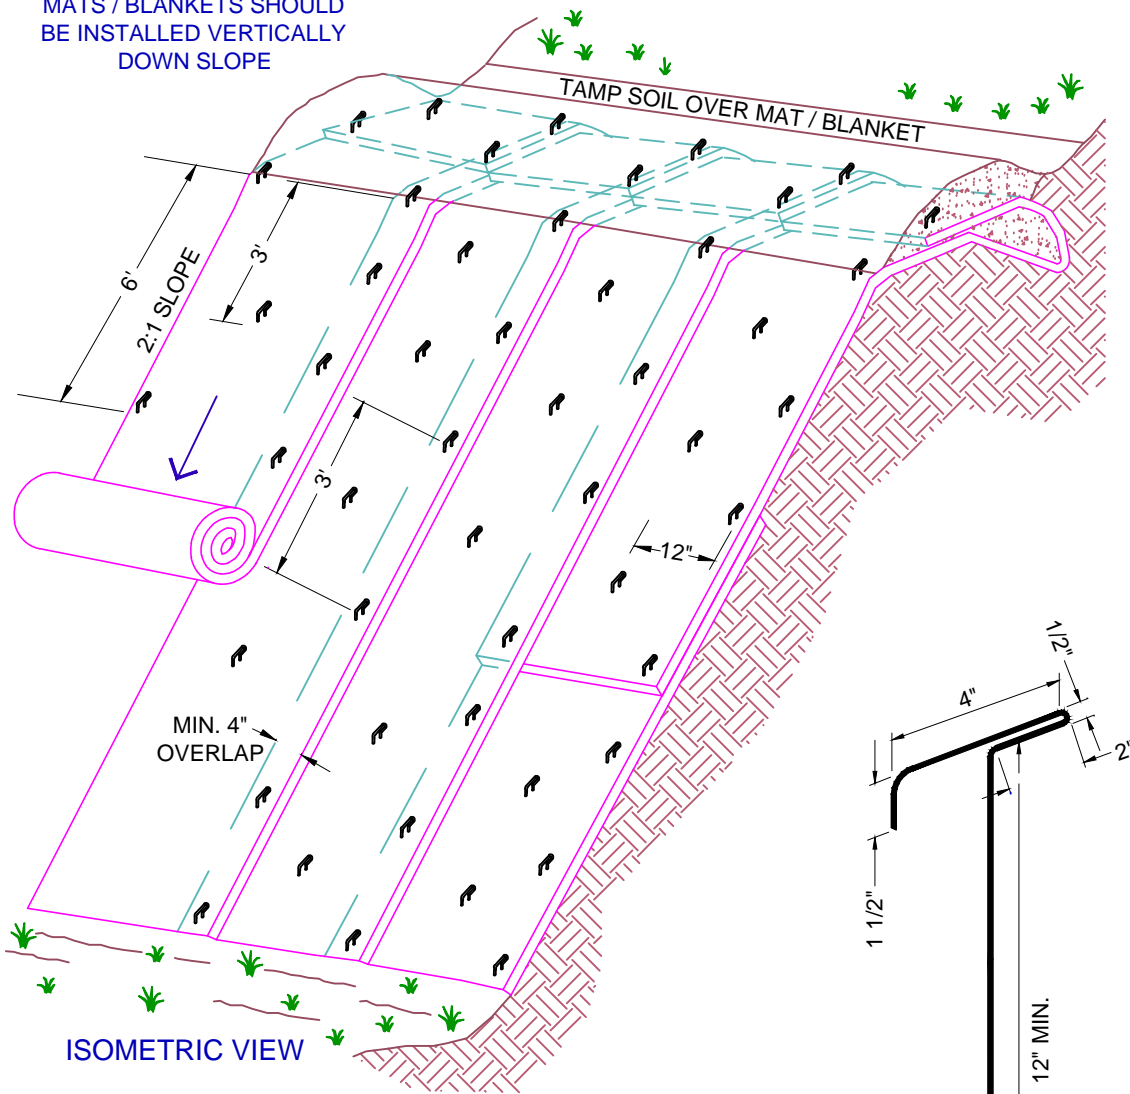 MATS / BLANKETS SHOULD
BE INSTALLED VERTICALLY
DOWN SLOPE
TAMP SOIL OVER MAT / BLANKET
6'
2:1 SLOPE
3'
3'
12"
MIN. 4"
OVERLAP
1/2"
4"
2"
1 1/2"
12" MIN.
ISOMETRIC VIEW